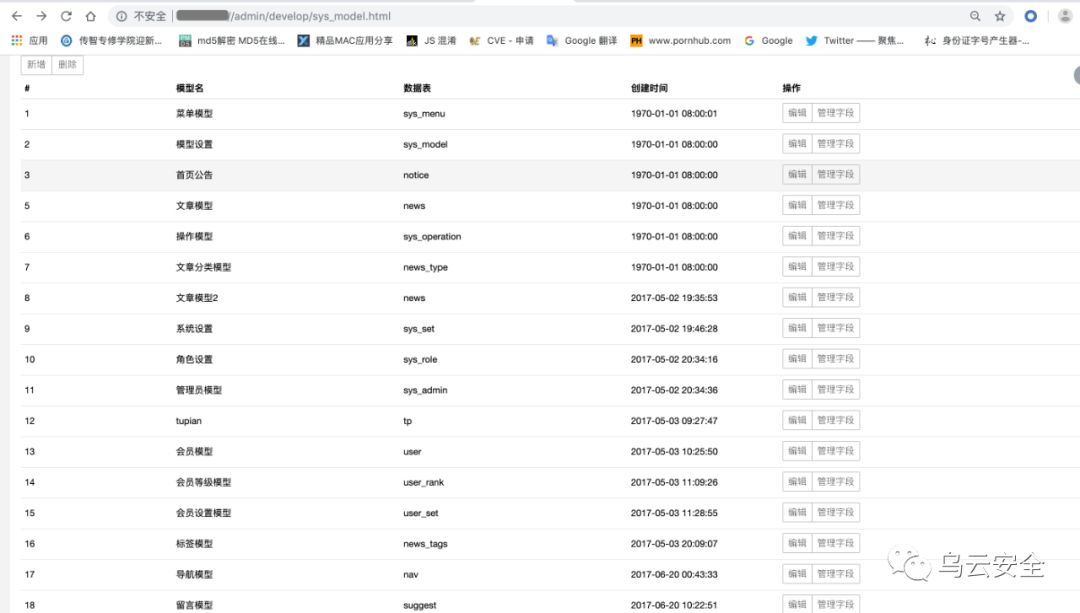 不安全 /admin/develop/sys_model.html
应用 传智专修学院迎新... md5解密 MD5在线... 精品MAC应用分享 JS 混淆 CVE - 申请 Google 翻译 www.pornhub.com Google Twitter —— 聚焦... 身份证字号产生器-...
新增 删除
# 模型名 数据表 创建时间 操作
1 菜单模型 sys_menu 1970-01-01 08:00:01 编辑 管理字段
2 模型设置 sys_model 1970-01-01 08:00:00 编辑 管理字段
3 首页公告 notice 1970-01-01 08:00:00 编辑 管理字段
5 文章模型 news 1970-01-01 08:00:00 编辑 管理字段
6 操作模型 sys_operation 1970-01-01 08:00:00 编辑 管理字段
7 文章分类模型 news_type 1970-01-01 08:00:00 编辑 管理字段
8 文章模型2 news 2017-05-02 19:35:53 编辑 管理字段
9 系统设置 sys_set 2017-05-02 19:46:28 编辑 管理字段
10 角色设置 sys_role 2017-05-02 20:34:16 编辑 管理字段
11 管理员模型 sys_admin 2017-05-02 20:34:36 编辑 管理字段
12 tupian tp 2017-05-03 09:27:47 编辑 管理字段
13 会员模型 user 2017-05-03 10:25:50 编辑 管理字段
14 会员等级模型 user_rank 2017-05-03 11:09:26 编辑 管理字段
15 会员设置模型 user_set 2017-05-03 11:28:55 编辑 管理字段
16 标签模型 news_tags 2017-05-03 20:09:07 编辑 管理字段
17 导航模型 nav 2017-06-20 00:43:33 编辑 管理字段
18 留言模型 suggest 2017-06-20 10:22:51 编辑 管理字段
乌云安全